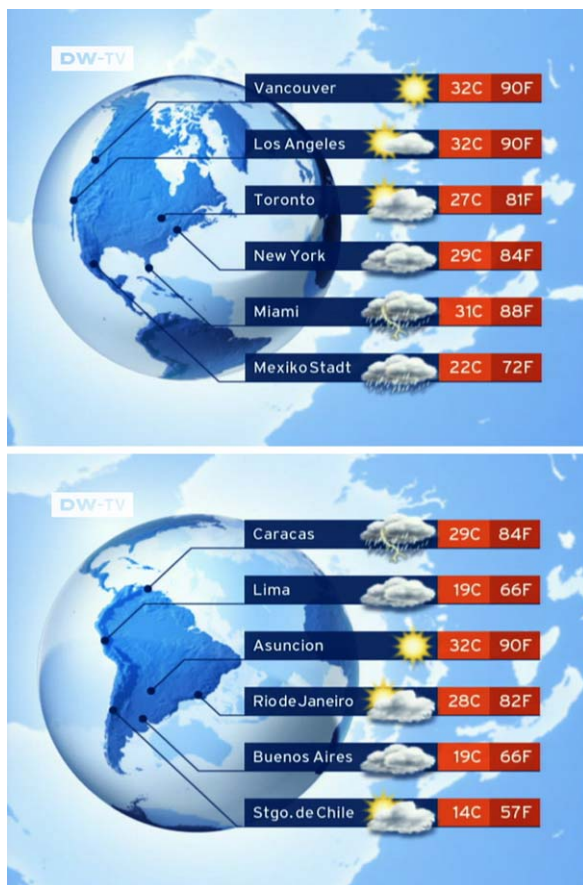 DW-TV
Vancouver 32C 90F
Los Angeles 32C 90F
Toronto 27C 81F
New York 29C 84F
Miami 31C 88F
Mexiko Stadt 22C 72F
DW-TV
Caracas 29C 84F
Lima 19C 66F
Asuncion 32C 90F
Rio de Janeiro 28C 82F
Buenos Aires 19C 66F
Stgo. de Chile 14C 57F